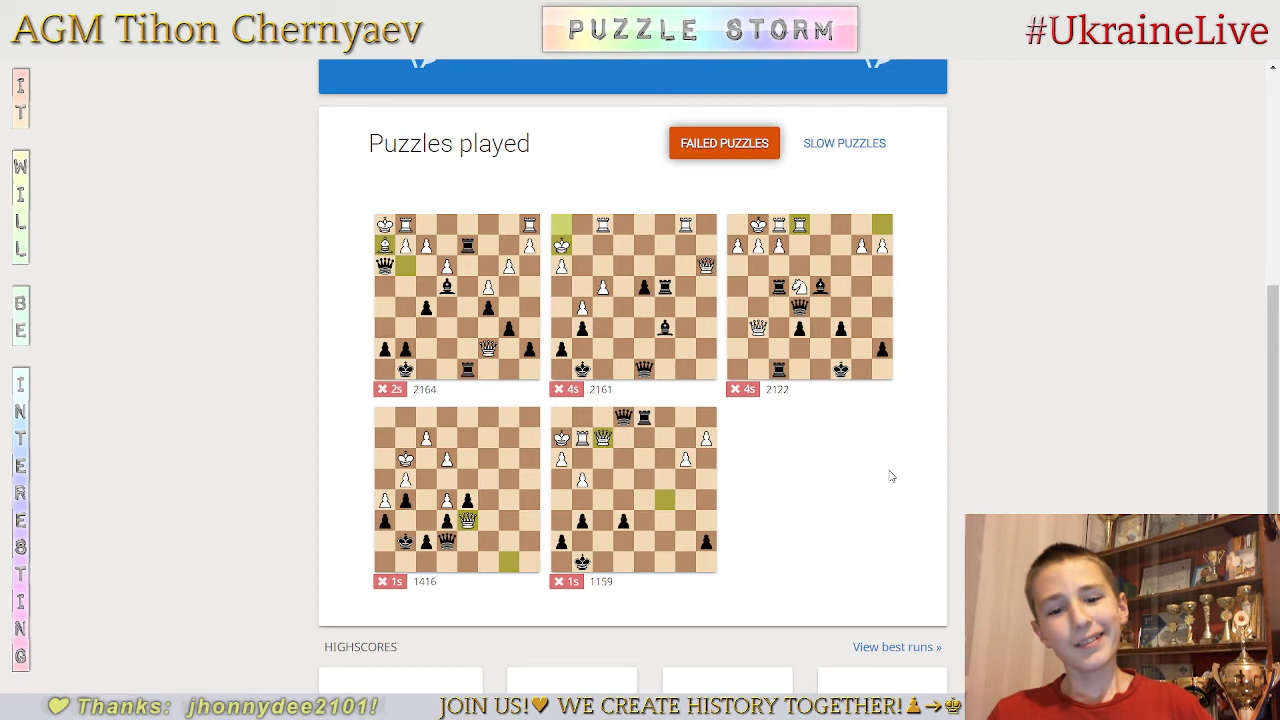 AGM Tihon Chernyaev
PUZZLE STORM
#UkraineLive
IT
WILL
BE
INTERESTING
Puzzles played
FAILED PUZZLES
SLOW PUZZLES
2s 2164
4s 2161
4s 2122
1s 1416
1s 1159
HIGHSCORES
View best runs »
Thanks: jhonnydee2101!
JOIN US! WE CREATE HISTORY TOGETHER!